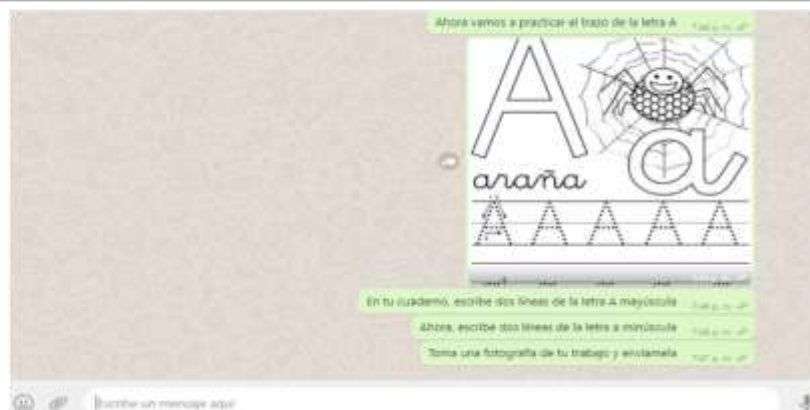 Ahora vamos a practicar el trazo de la letra A
A
a
araña
A A A A A
En tu cuaderno, escribe dos líneas de la letra A mayúscula
Ahora, escribe dos líneas de la letra a minúscula
Toma una fotografía de tu trabajo y enviamela
Escribe un mensaje aquí